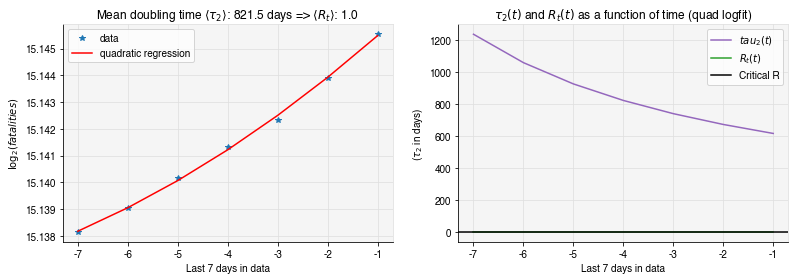 Mean doubling time ⟨τ₂⟩: 821.5 days => ⟨Rₜ⟩: 1.0
data
quadratic regression
15.145
15.144
15.143
15.142
15.141
15.140
15.139
15.138
log₂(fatalities)
-7 -6 -5 -4 -3 -2 -1
Last 7 days in data
τ₂(t) and Rₜ(t) as a function of time (quad logfit)
tau₂(t)
Rₜ(t)
Critical R
1200
1000
800
600
400
200
0
(τ₂ in days)
-7 -6 -5 -4 -3 -2 -1
Last 7 days in data